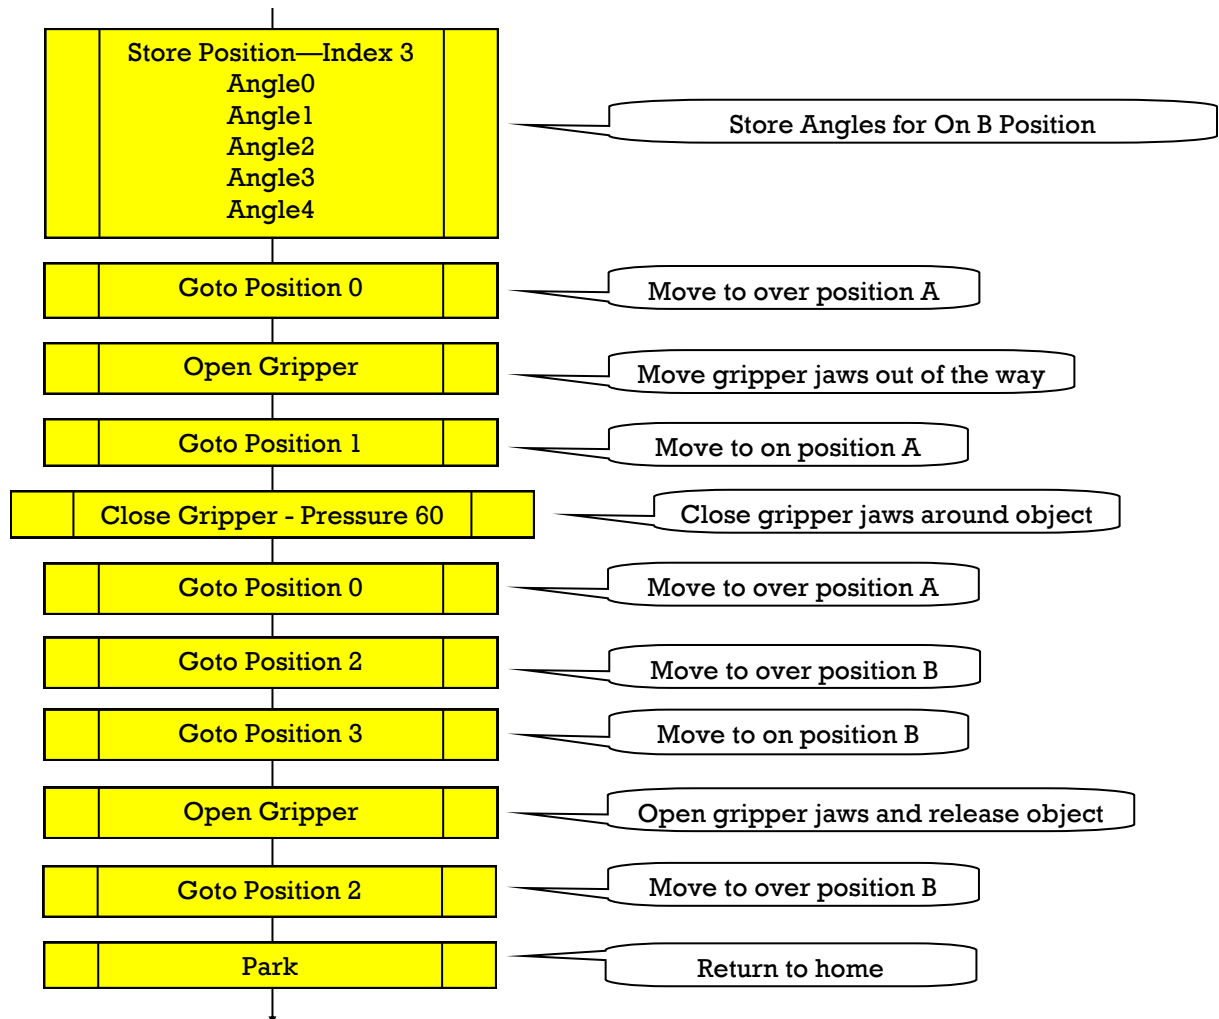 Store Position—Index 3
Angle0
Angle1
Angle2
Angle3
Angle4
Store Angles for On B Position
Goto Position 0
Move to over position A
Open Gripper
Move gripper jaws out of the way
Goto Position 1
Move to on position A
Close Gripper - Pressure 60
Close gripper jaws around object
Goto Position 0
Move to over position A
Goto Position 2
Move to over position B
Goto Position 3
Move to on position B
Open Gripper
Open gripper jaws and release object
Goto Position 2
Move to over position B
Park
Return to home